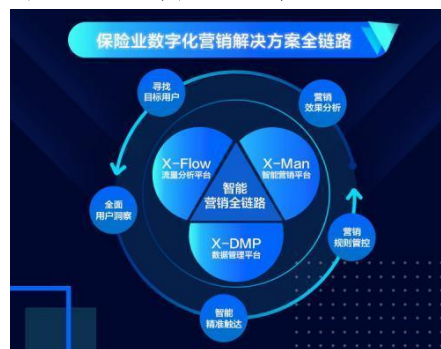 保险业数字化营销解决方案全链路
寻找
目标用户
营销
效果分析
X-Flow
流量分析平台
X-Man
智能营销平台
智能
营销全链路
全面
用户洞察
营销
规则管控
X-DMP
数据管理平台
智能
精准触达